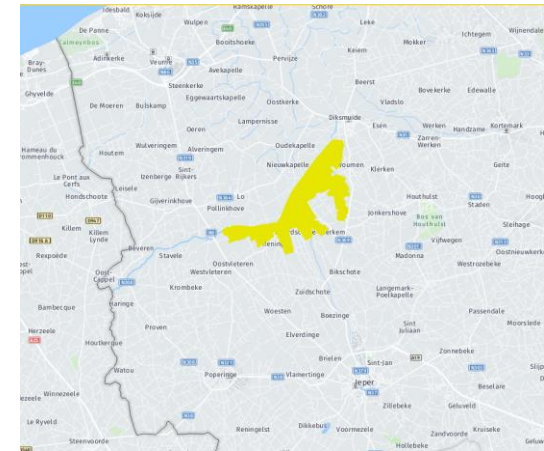 Idesbald
Koksijde
Wulpen
Ramskapelle
Schore
Leke
De Panne
Ichtegem
Wijnendale
Booitshoeke
Mokker
Keiem
Adinkerke
Veurne
Pervijze
Bray-
Dunes
Avekapelle
Beerst
Steenkerke
Bovekerke
Edewalle
Ghyvelde
Eggewaartskapelle
Oostkerke
Vladslo
De Moeren
Bulskamp
Lampernisse
Diksmuide
Esen
Werken
Handzame
Kortemark
Oeren
Zarren-
Werken
Wulveringem
Alveringem
Oudekapelle
Houtem
Sint-
Rijkers
Nieuwkapelle
Woumen
Klerken
Geite
Izenberge
Le Pont aux
Cerfs
Leisele
Hondschoote
Gijverinkhove
Lo
Houthulst
Staden
Pollinkhove
Jonkershove
Bos van
Houthulst
Killem
Killem
Lynde
Sleihage
Beveren
Vijfwegen
Rexpoëde
Stavele
Oostvleteren
Madonna
Oostnieuwkerke
Oost-
Cappel
Westvleteren
Bikschote
Westrozebeke
Krombeke
Zuidschote
Langemark-
Poelkapelle
Haringe
Bambecque
Woesten
Boezinge
Passendale
Proven
Sint
Juliaan
Moorslede
Herzeele
Elverdinge
Houtkerque
Zonnebeke
Brielen
Sint-Jan
Watou
Poperinge
Vlamertinge
Ieper
Beselare
Winnezeele
Zillebeke
Geluveld
Le Ryveld
Reningelst
Dikkebus
Voormezele
Zandvoorde
Kruiseke
Steenvoorde
Hollebeke